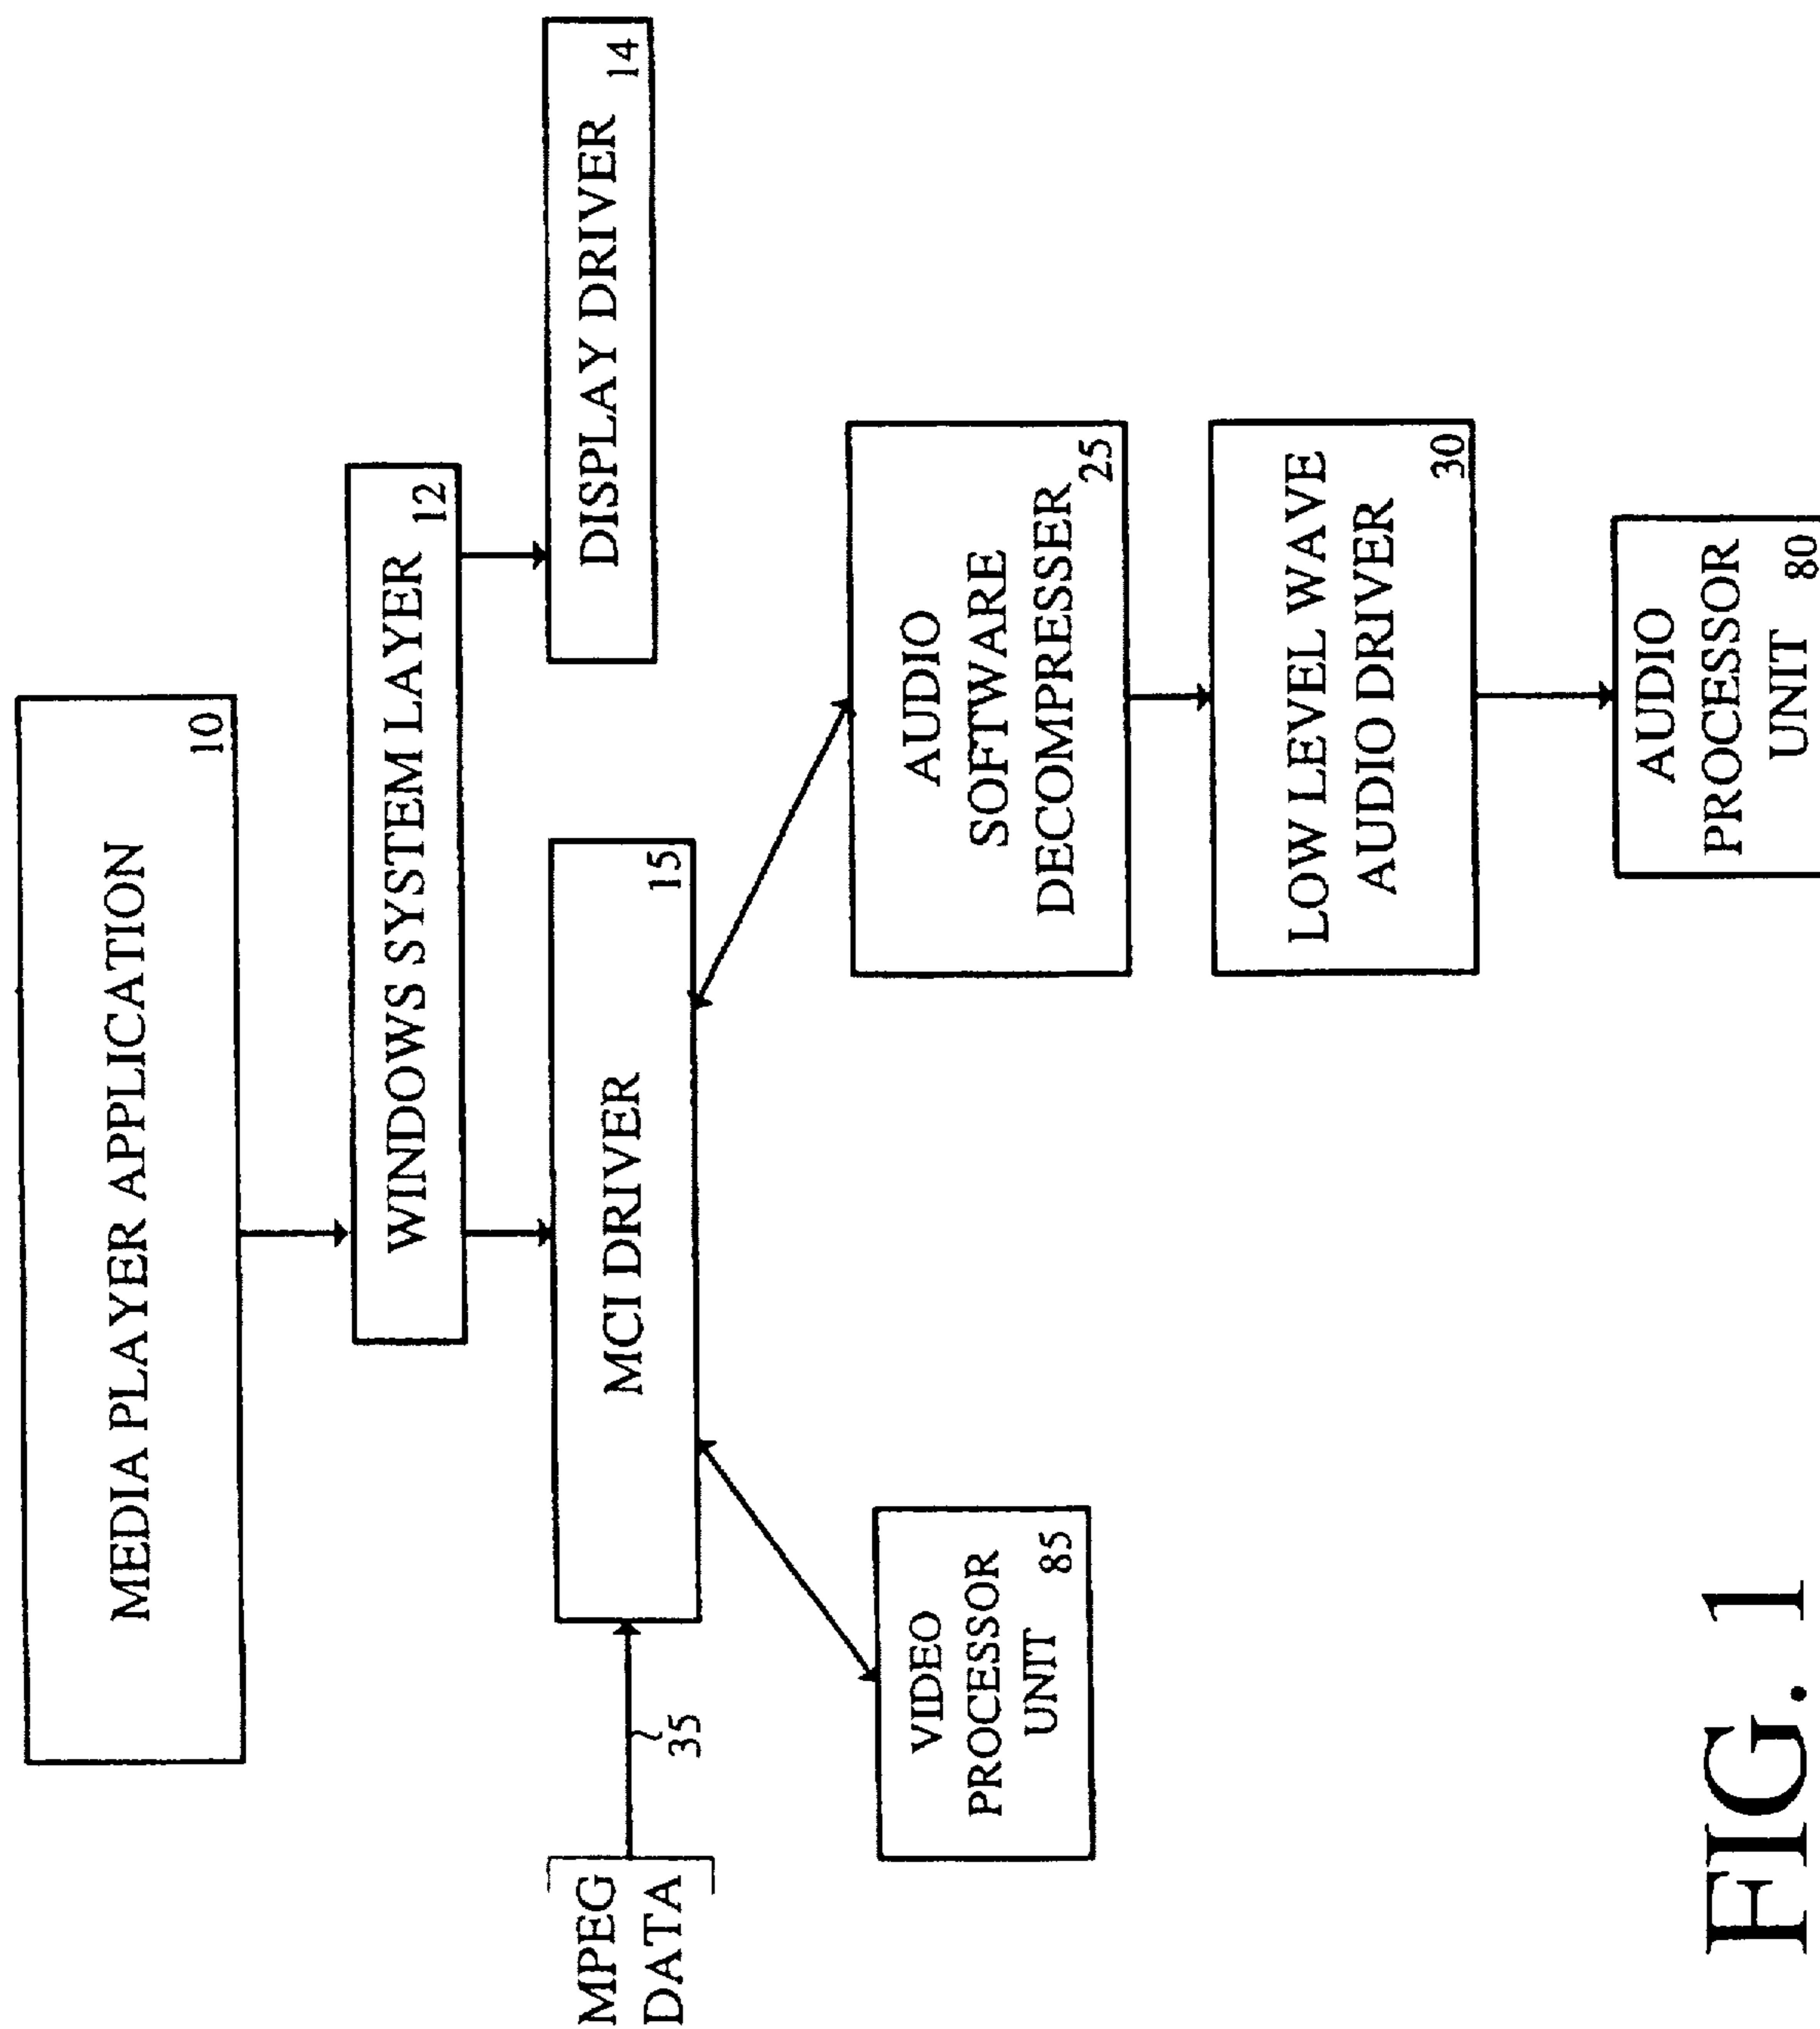 MEDIA PLAYER APPLICATION
10
WINDOWS SYSTEM LAYER
12
MPEG
DATA
35
MCI DRIVER
15
DISPLAY DRIVER
14
VIDEO
PROCESSOR
UNIT
85
AUDIO
SOFTWARE
DECOMPRESSER
25
LOW LEVEL WAVE
AUDIO DRIVER
30
AUDIO
PROCESSOR
UNIT
80
FIG. 1